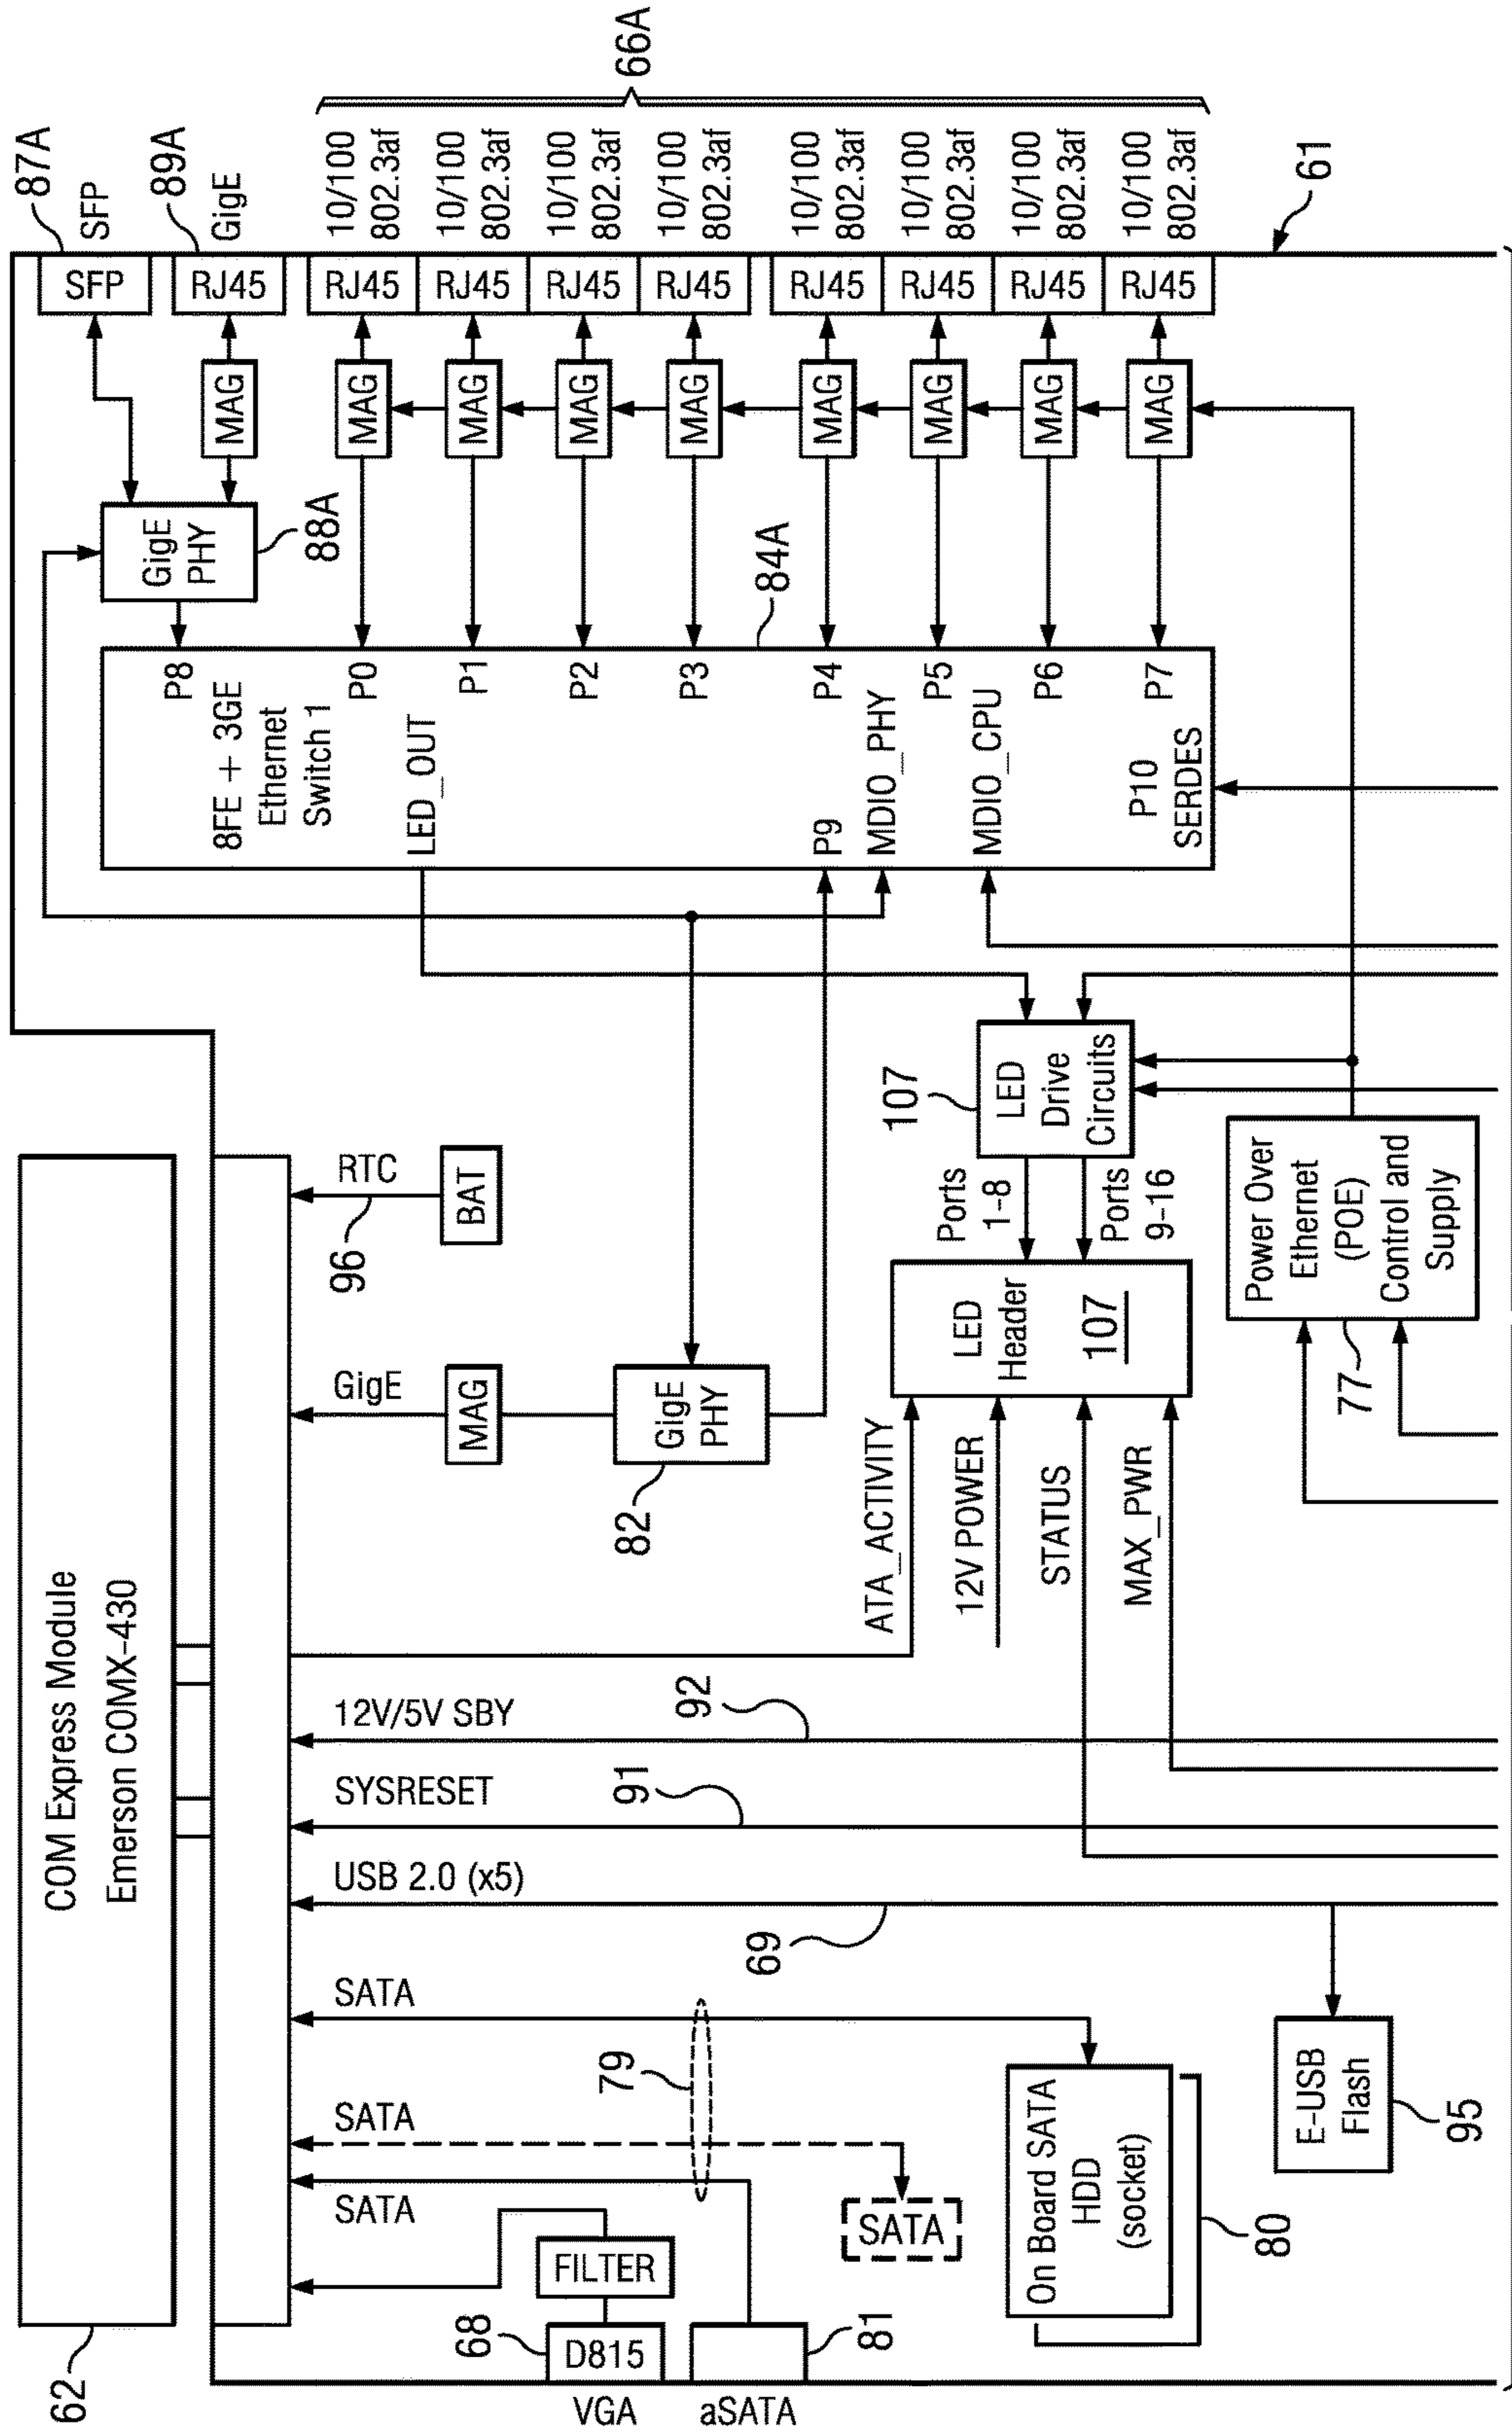 COM Express Module
Emerson COMX-430
62
RTC
96
BAT
GigE
MAG
GigE
PHY
82
12V/5V SBY
92
SYSRESET
91
USB 2.0 (x5)
69
SATA
SATA
SATA
79
SATA
FILTER
D815
68
VGA
81
aSATA
On Board SATA
HDD
(socket)
80
E-USB
Flash
95
ATA_ACTIVITY
12V POWER
STATUS
MAX_PWR
LED
Header
107
Ports
1-8
Ports
9-16
LED
Drive
Circuits
107
Power Over
Ethernet
(POE)
Control and
Supply
77
P8
8FE + 3GE
Ethernet
Switch 1
LED_OUT
P0
P1
P2
P3
P4
P5
P6
P7
P9
MDIO_PHY
MDIO_CPU
P10
SERDES
84A
GigE
PHY
88A
MAG
MAG
MAG
MAG
MAG
MAG
MAG
MAG
MAG
SFP
RJ45
RJ45
RJ45
RJ45
RJ45
RJ45
RJ45
RJ45
RJ45
87A
SFP
89A
GigE
10/100
802.3af
10/100
802.3af
10/100
802.3af
10/100
802.3af
10/100
802.3af
10/100
802.3af
10/100
802.3af
10/100
802.3af
66A
61